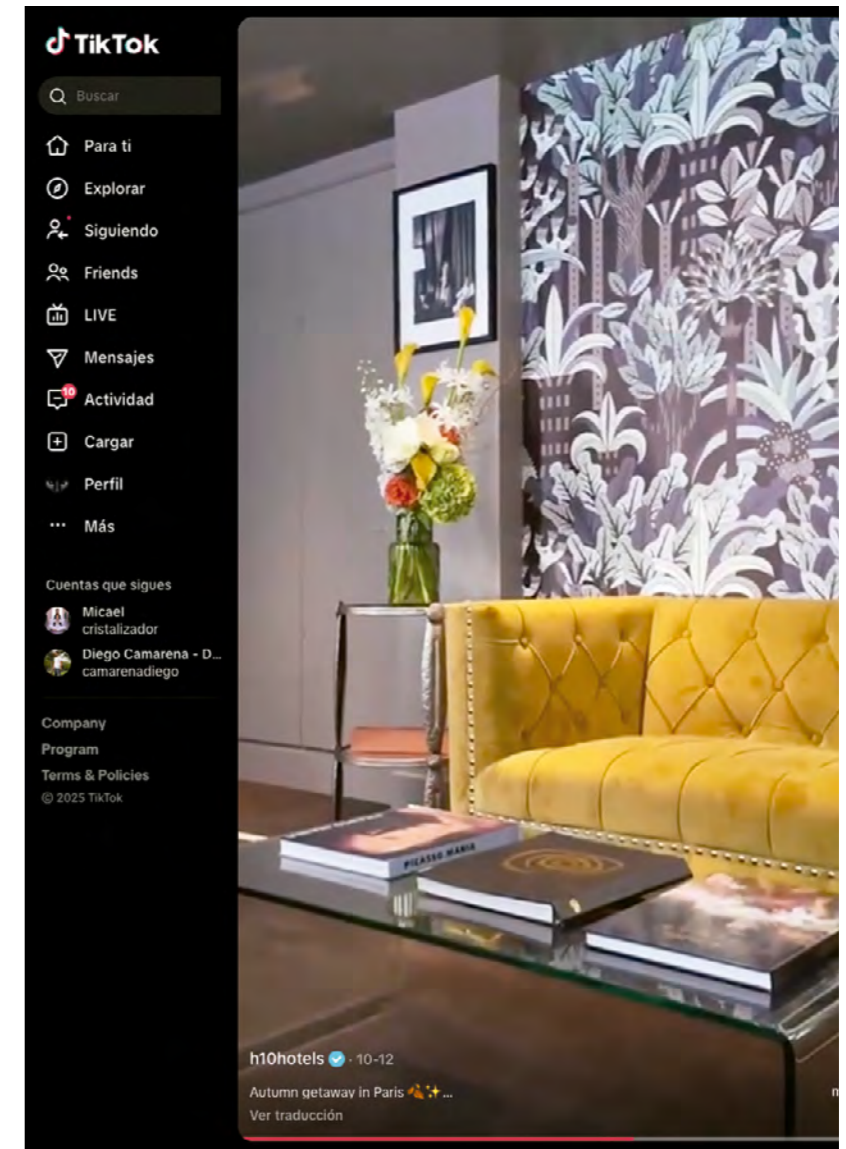 TikTok
Buscar
Para ti
Explorar
Siguiendo
Friends
LIVE
Mensajes
10
Actividad
Cargar
Perfil
Más
Cuentas que sigues
Micael
cristalizador
Diego Camarena - D...
camarenadiego
Company
Program
Terms & Policies
© 2025 TikTok
PICASSO MANIA
h10hotels · 10-12
Autumn getaway in Paris 🍂✨...
Ver traducción